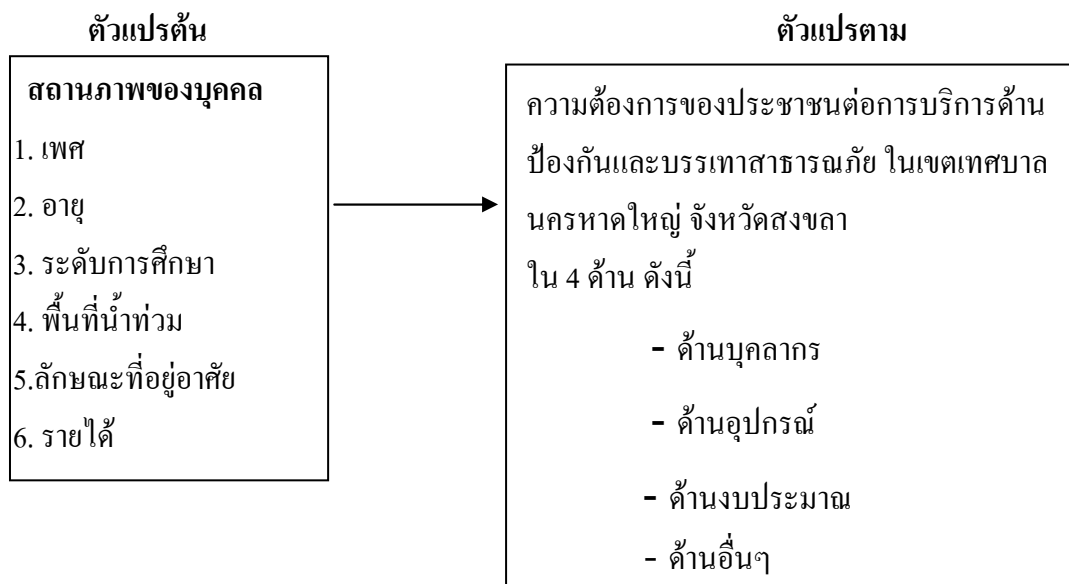 ตัวแปรต้น
สถานภาพของบุคคล
1. เพศ
2. อายุ
3. ระดับการศึกษา
4. พื้นที่น้ำท่วม
5.ลักษณะที่อยู่อาศัย
6. รายได้
ตัวแปรตาม
ความต้องการของประชาชนต่อการบริการด้าน
ป้องกันและบรรเทาสาธารณภัย ในเขตเทศบาล
นครหาดใหญ่ จังหวัดสงขลา
ใน 4 ด้าน ดังนี้
- ด้านบุคลากร
- ด้านอุปกรณ์
- ด้านงบประมาณ
- ด้านอื่นๆ